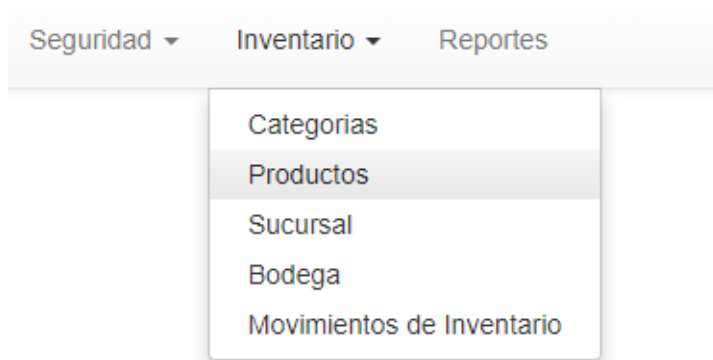 Seguridad Inventario Reportes
Categorias
Productos
Sucursal
Bodega
Movimientos de Inventario